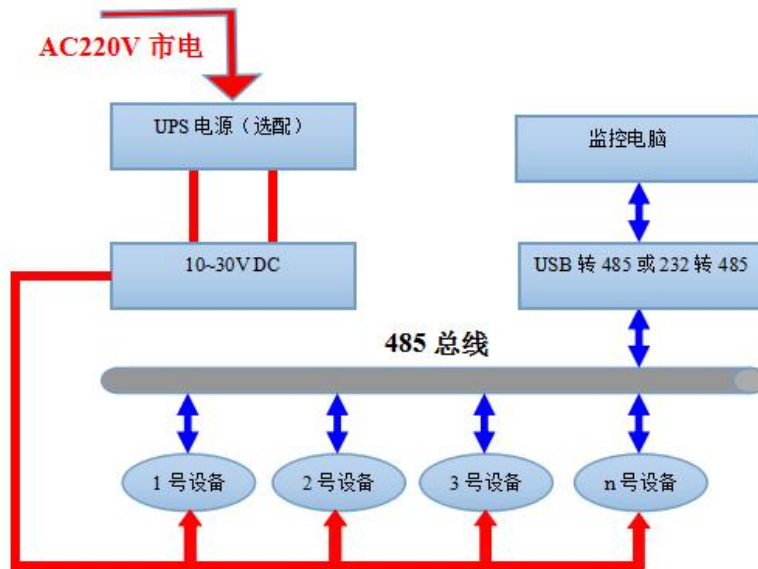 AC220V 市电
UPS 电源（选配）
监控电脑
10~30V DC
USB 转 485 或 232 转 485
485 总线
1 号设备
2 号设备
3 号设备
n 号设备